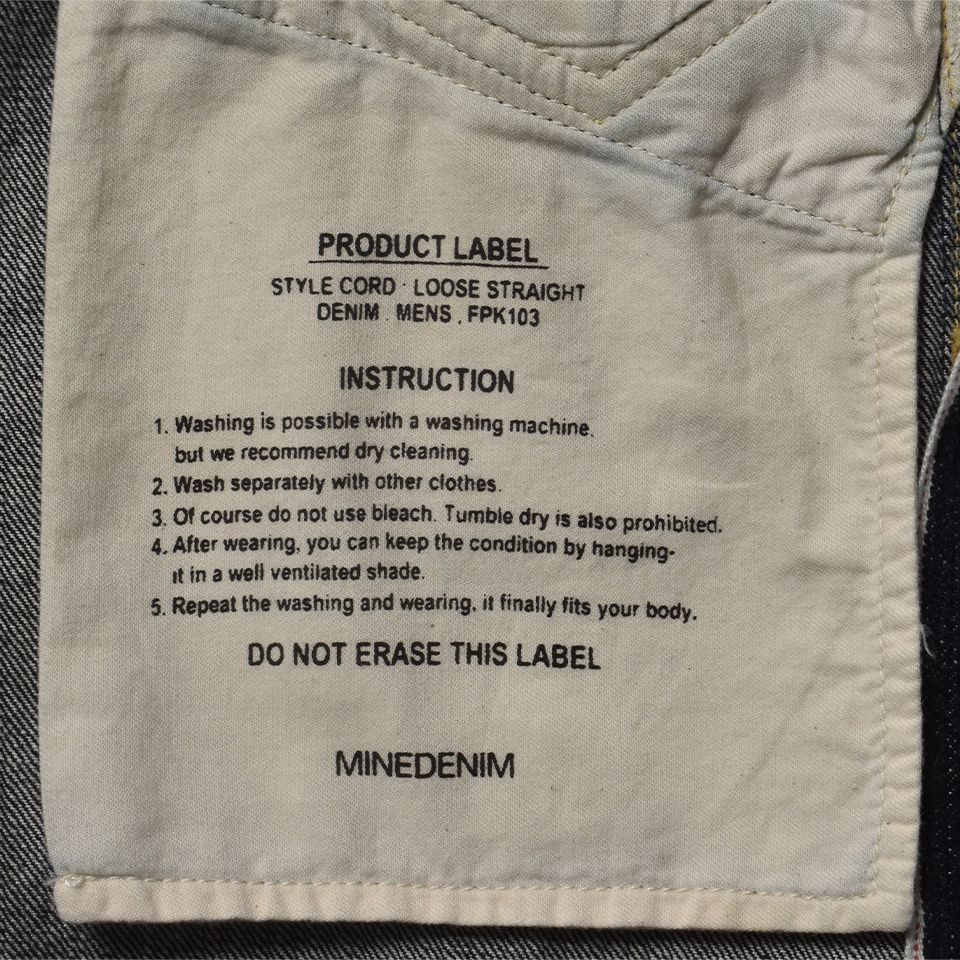 PRODUCT LABEL
STYLE CORD · LOOSE STRAIGHT
DENIM . MENS . FPK103
INSTRUCTION
1. Washing is possible with a washing machine.
but we recommend dry cleaning.
2. Wash separately with other clothes.
3. Of course do not use bleach. Tumble dry is also prohibited.
4. After wearing, you can keep the condition by hanging-
it in a well ventilated shade.
5. Repeat the washing and wearing, it finally fits your body.
DO NOT ERASE THIS LABEL
MINEDENIM